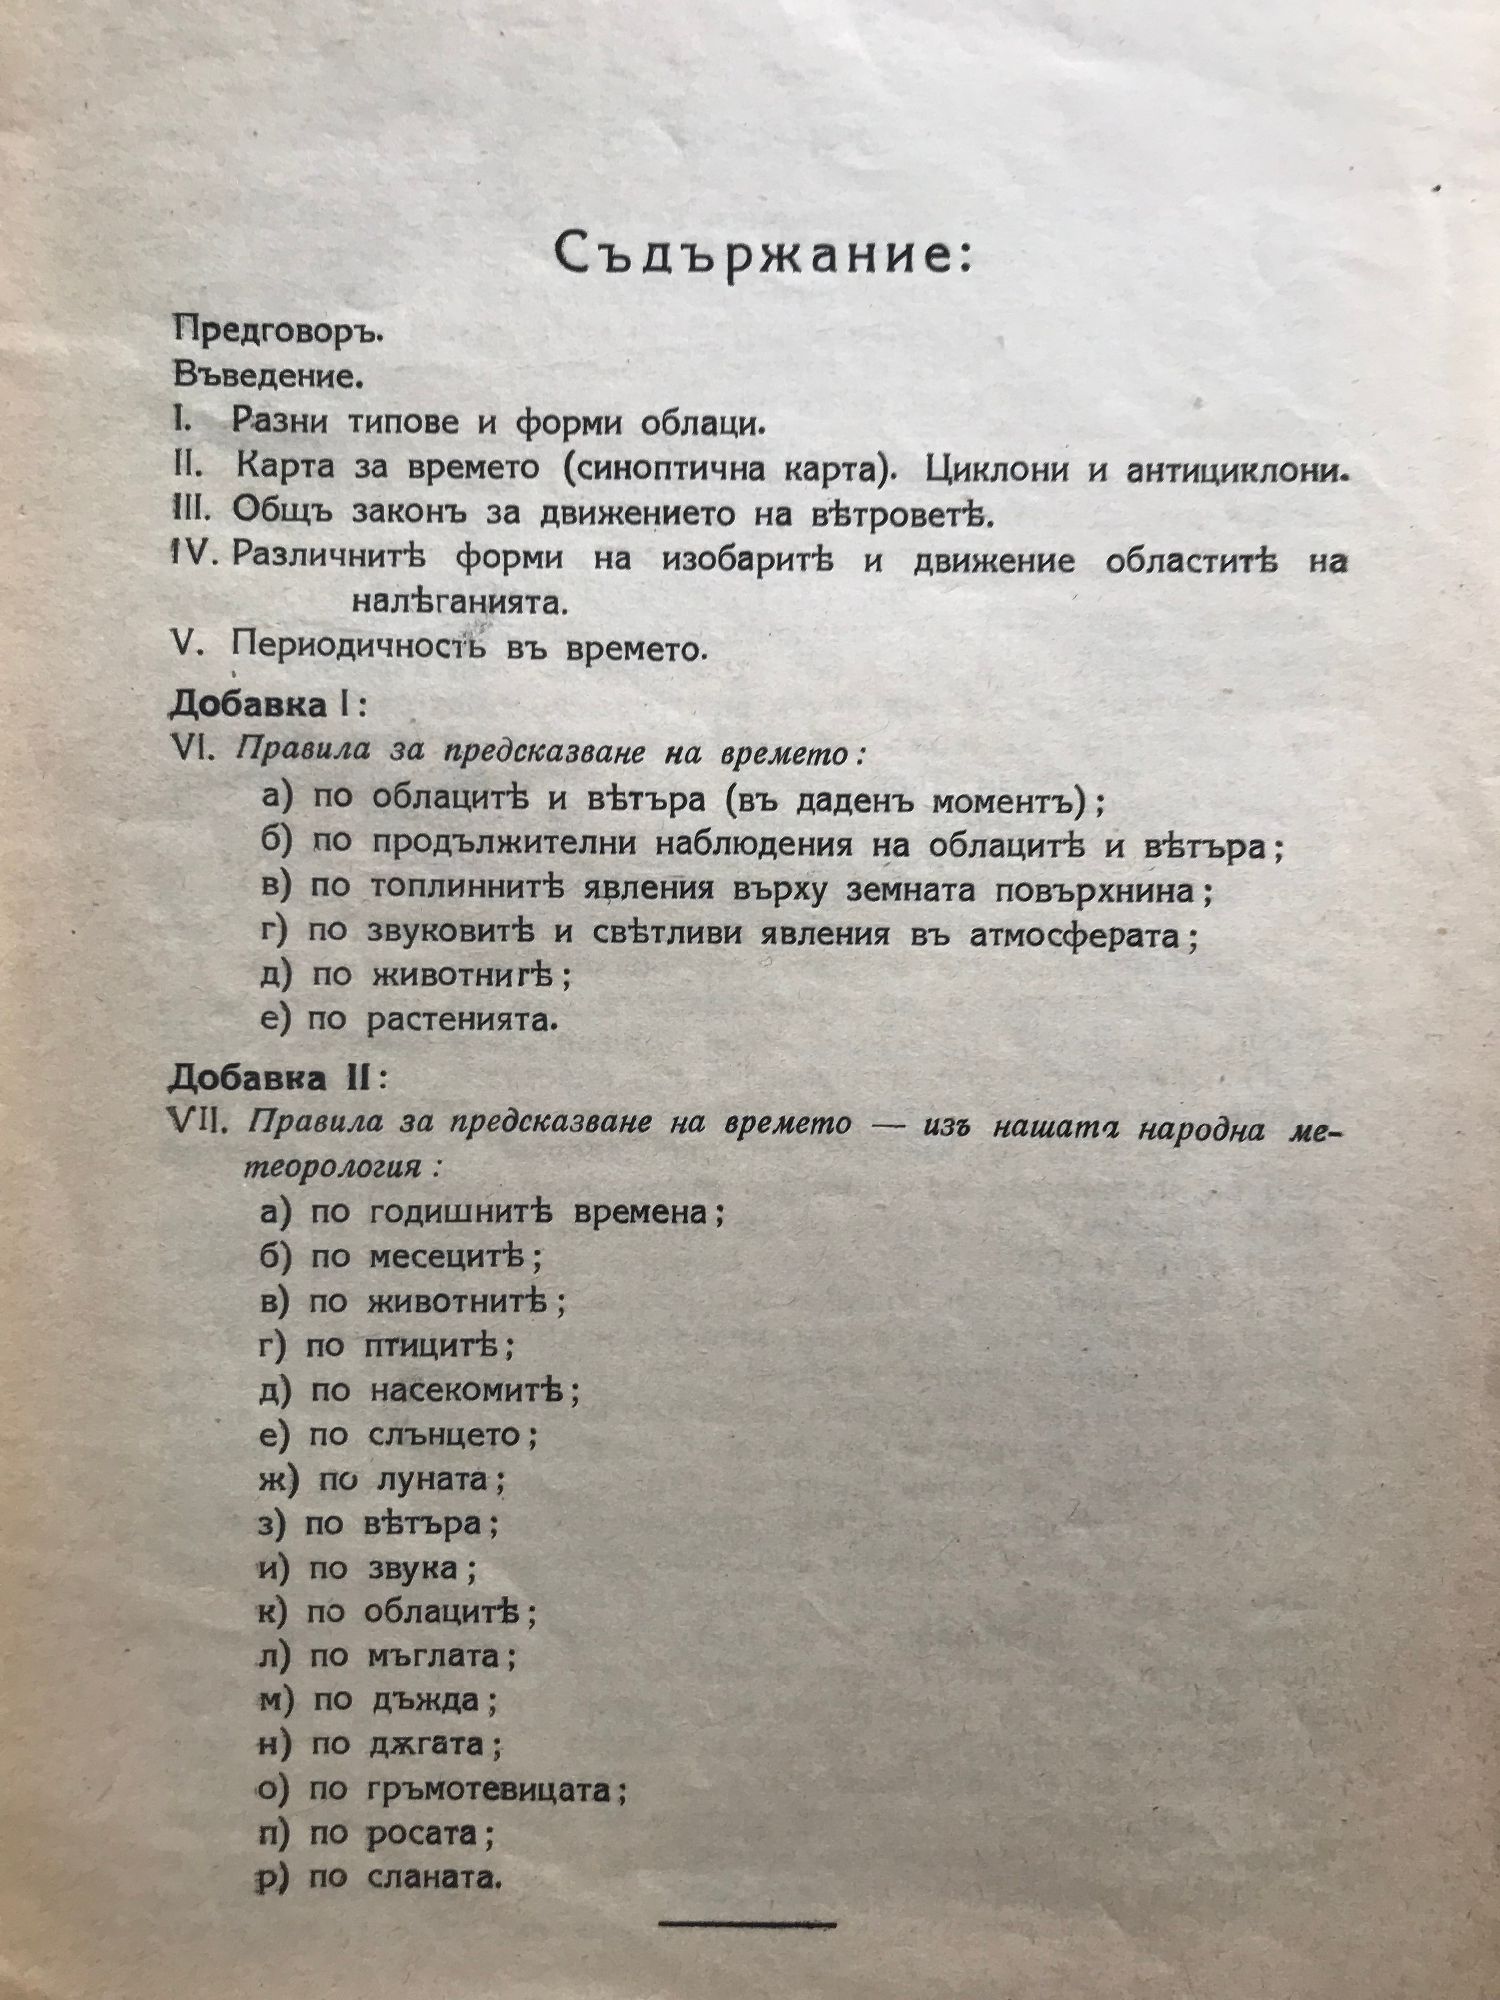 Съдържание:
Предговоръ.
Въведение.
I. Разни типове и форми облаци.
II. Карта за времето (синоптична карта). Циклони и антициклони.
III. Общъ законъ за движението на вѣтроветѣ.
IV. Различнитѣ форми на изобаритѣ и движение областитѣ на
налѣганията.
V. Периодичность въ времето.
Добавка I:
VI. Правила за предсказване на времето:
а) по облацитѣ и вѣтъра (въ даденъ моментъ);
б) по продължителни наблюдения на облацитѣ и вѣтъра;
в) по топлиннитѣ явления върху земната повърхнина;
г) по звуковитѣ и свѣтливи явления въ атмосферата;
д) по животнигѣ;
е) по растенията.
Добавка II:
VII. Правила за предсказване на времето — изъ нашата народна ме-
теорология:
а) по годишнитѣ времена;
б) по месецитѣ;
в) по животнитѣ;
г) по птицитѣ;
д) по насекомитѣ;
е) по слънцето;
ж) по луната;
з) по вѣтъра;
и) по звука;
к) по облацитѣ;
л) по мъглата;
м) по дъжда;
н) по джгата;
о) по гръмотевицата;
п) по росата;
р) по сланата.